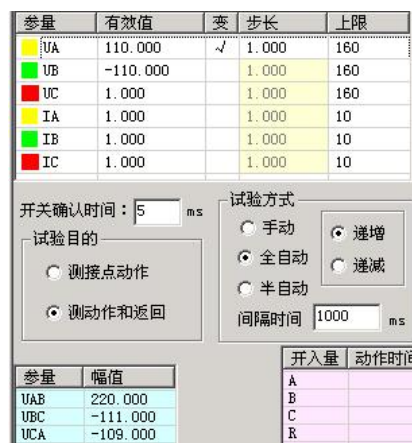 参量 有效值 变 步长 上限
UA 110.000 √ 1.000 160
UB -110.000 1.000 160
UC 1.000 1.000 160
IA 1.000 1.000 10
IB 1.000 1.000 10
IC 1.000 1.000 10
开关确认时间：5 ms
试验目的
测接点动作
测动作和返回
试验方式
手动
全自动
半自动
递增
递减
间隔时间 1000 ms
参量 幅值
UAB 220.000
UBC -111.000
UCA -109.000
开入量 动作时间
A
B
C
R